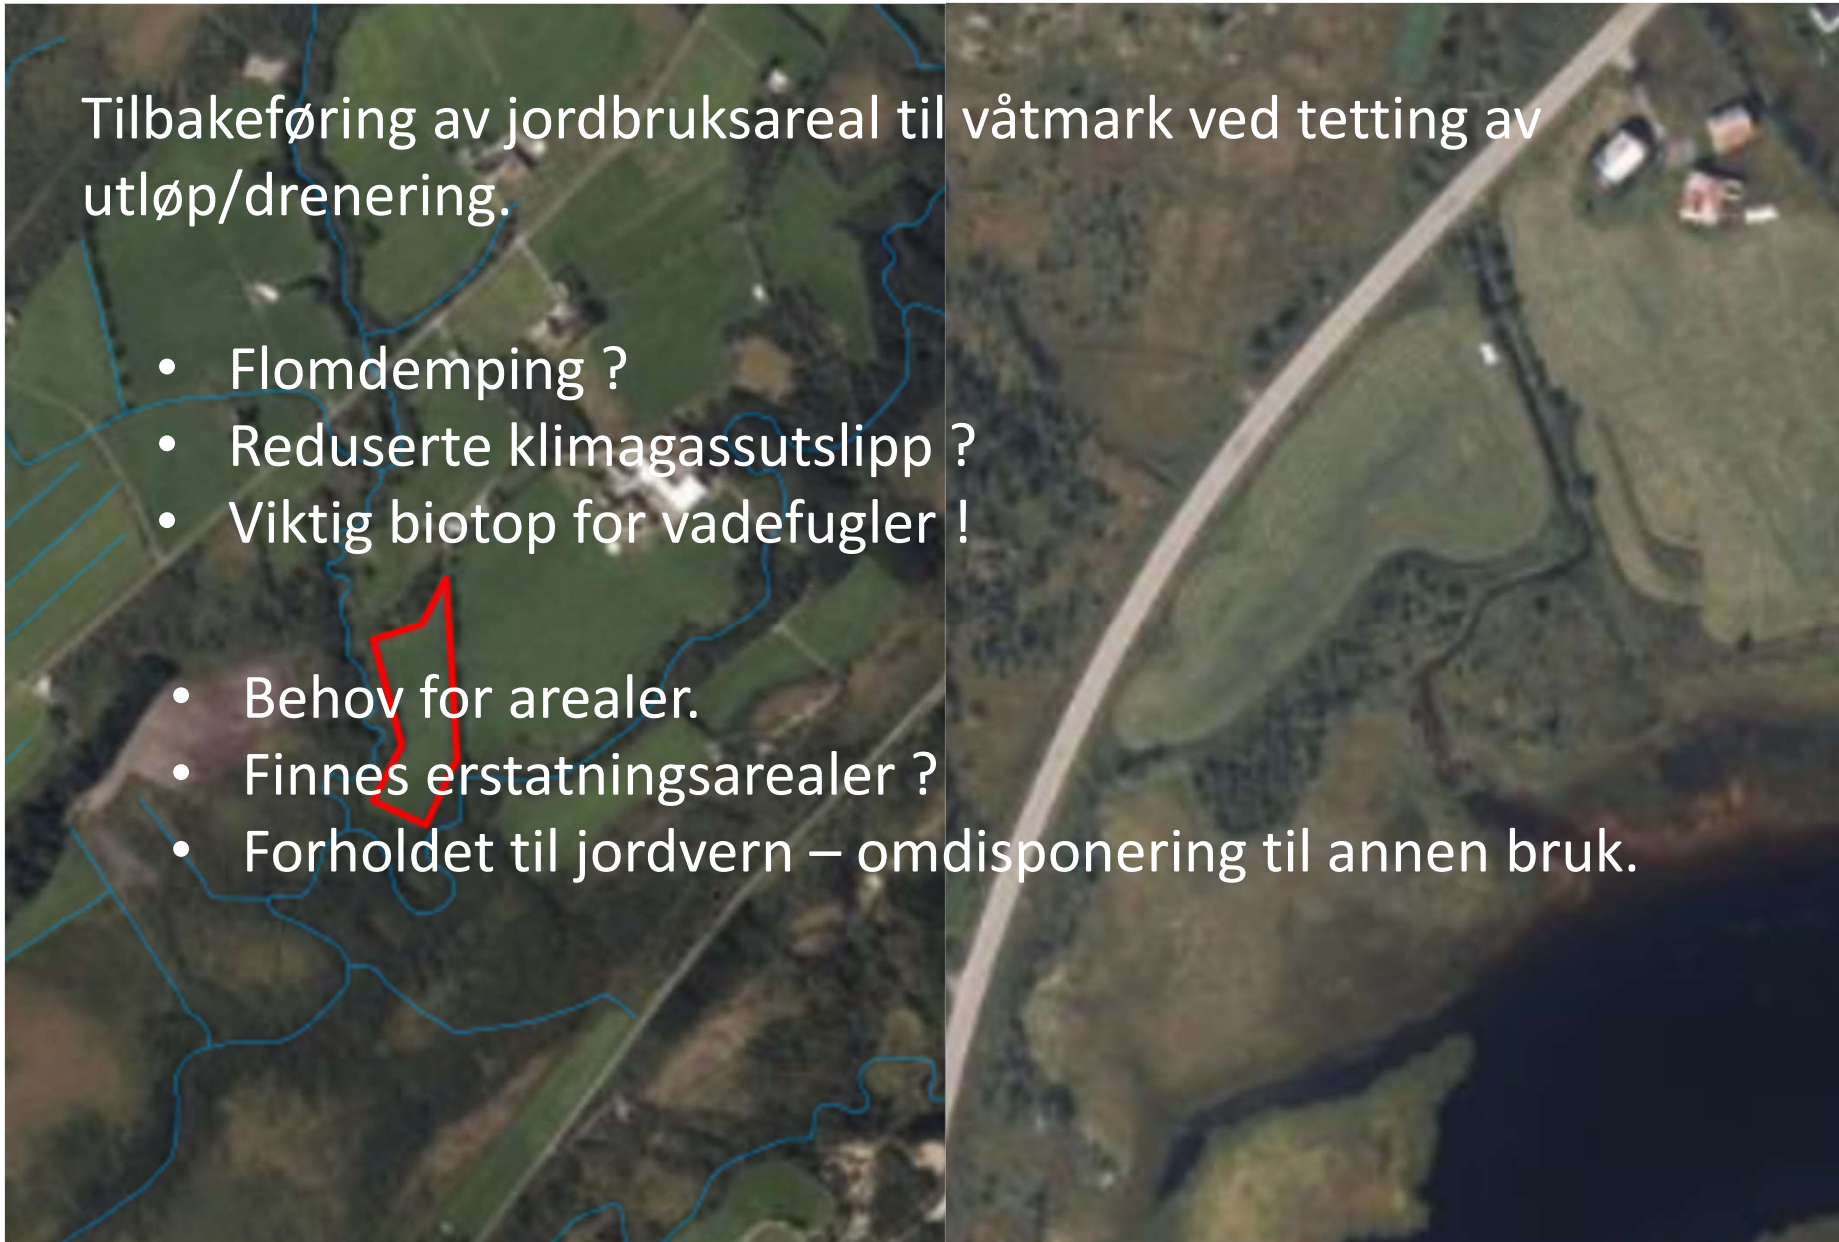 Tilbakeføring av jordbruksareal til våtmark ved tetting av
utløp/drenering.
• Flomdemping ?
• Reduserte klimagassutslipp ?
• Viktig biotop for vadefugler !
• Behov for arealer.
• Finnes erstatningsarealer ?
• Forholdet til jordvern – omdisponering til annen bruk.